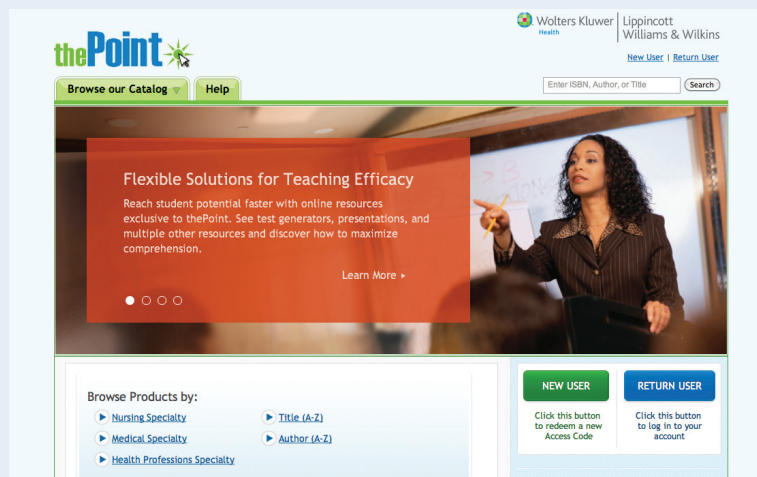 thePoint
Wolters Kluwer
Health
Lippincott
Williams & Wilkins
New User | Return User
Browse our Catalog
Help
Enter ISBN, Author, or Title
Search
Flexible Solutions for Teaching Efficacy
Reach student potential faster with online resources
exclusive to thePoint. See test generators, presentations, and
multiple other resources and discover how to maximize
comprehension.
Learn More
Browse Products by:
Nursing Specialty
Medical Specialty
Health Professions Specialty
Title (A-Z)
Author (A-Z)
NEW USER
Click this button
to redeem a new
Access Code
RETURN USER
Click this button
to log in to your
account